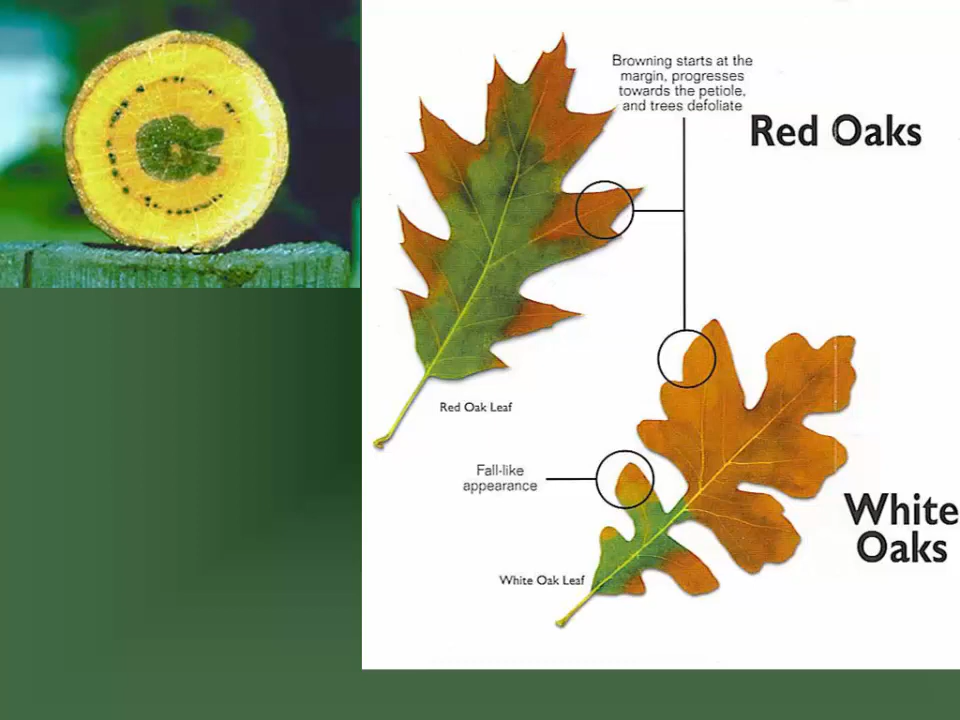 Browning starts at the
margin, progresses
towards the petiole,
and trees defoliate
Red Oaks
Red Oak Leaf
Fall-like
appearance
White
Oaks
White Oak Leaf